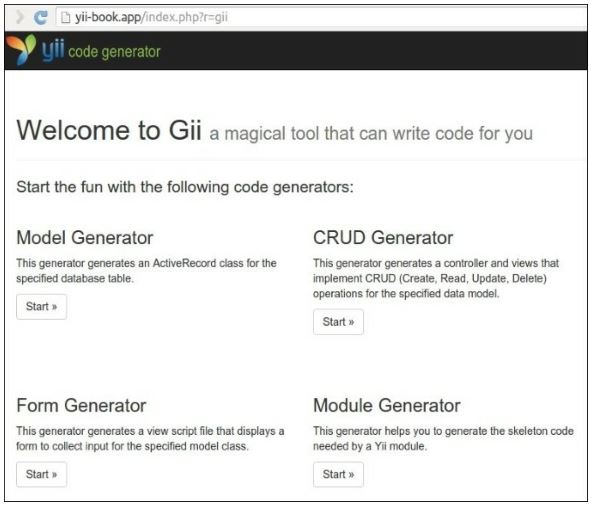 yii-book.app/index.php?r=gii
yii code generator
Welcome to Gii a magical tool that can write code for you
Start the fun with the following code generators:
Model Generator
This generator generates an ActiveRecord class for the
specified database table.
Start »
CRUD Generator
This generator generates a controller and views that
implement CRUD (Create, Read, Update, Delete)
operations for the specified data model.
Start »
Form Generator
This generator generates a view script file that displays a
form to collect input for the specified model class.
Start »
Module Generator
This generator helps you to generate the skeleton code
needed by a Yii module.
Start »